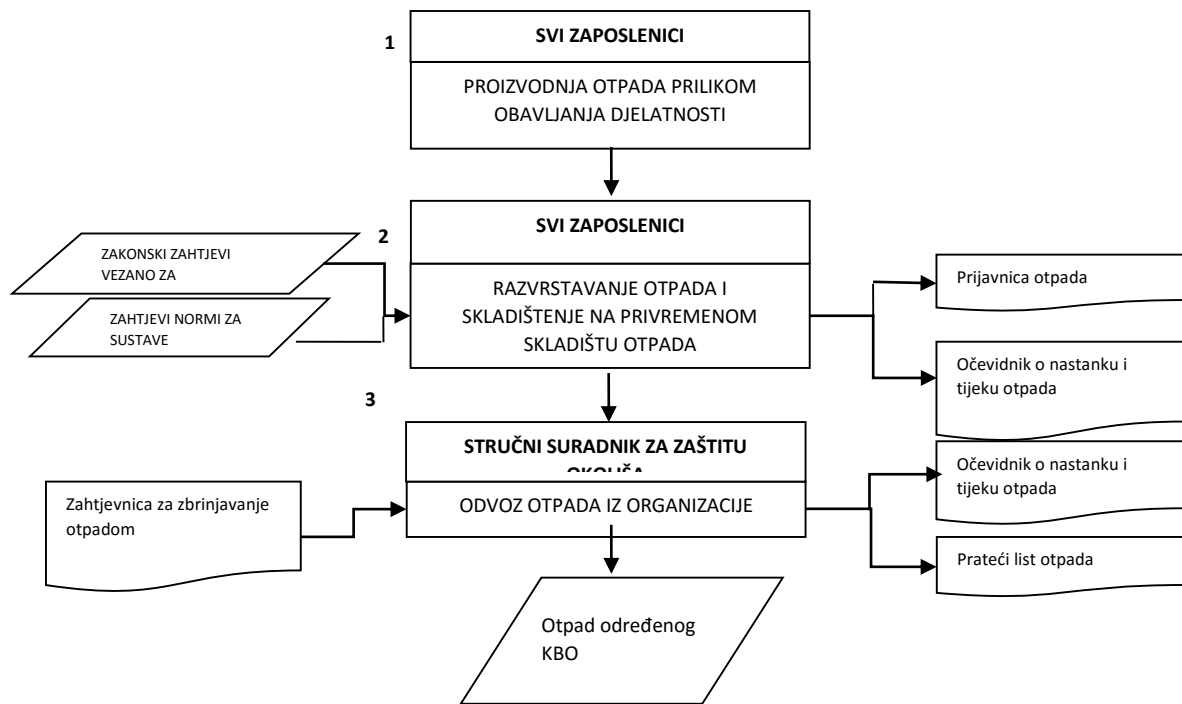 1
SVI ZAPOSLENICI
PROIZVODNJA OTPADA PRILIKOM
OBAVLJANJA DJELATNOSTI
2
SVI ZAPOSLENICI
RAZVRSTAVANJE OTPADA I
SKLADIŠTENJE NA PRIVREMENOM
SKLADIŠTU OTPADA
ZAKONSKI ZAHTJEVI
VEZANO ZA
ZAHTJEVI NORMI ZA
SUSTAVE
Prijavnica otpada
Očevidnik o nastanku i
tijeku otpada
3
STRUČNI SURADNIK ZA ZAŠTITU
OKOLIŠA
ODVOZ OTPADA IZ ORGANIZACIJE
Zahtjevnica za zbrinjavanje
otpadom
Očevidnik o nastanku i
tijeku otpada
Prateći list otpada
Otpad određenog
KBO